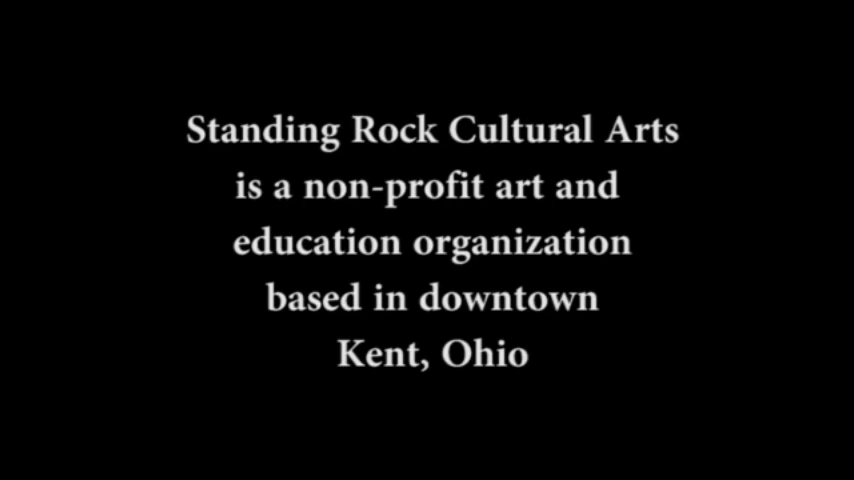 Standing Rock Cultural Arts
is a non-profit art and
education organization
based in downtown
Kent, Ohio